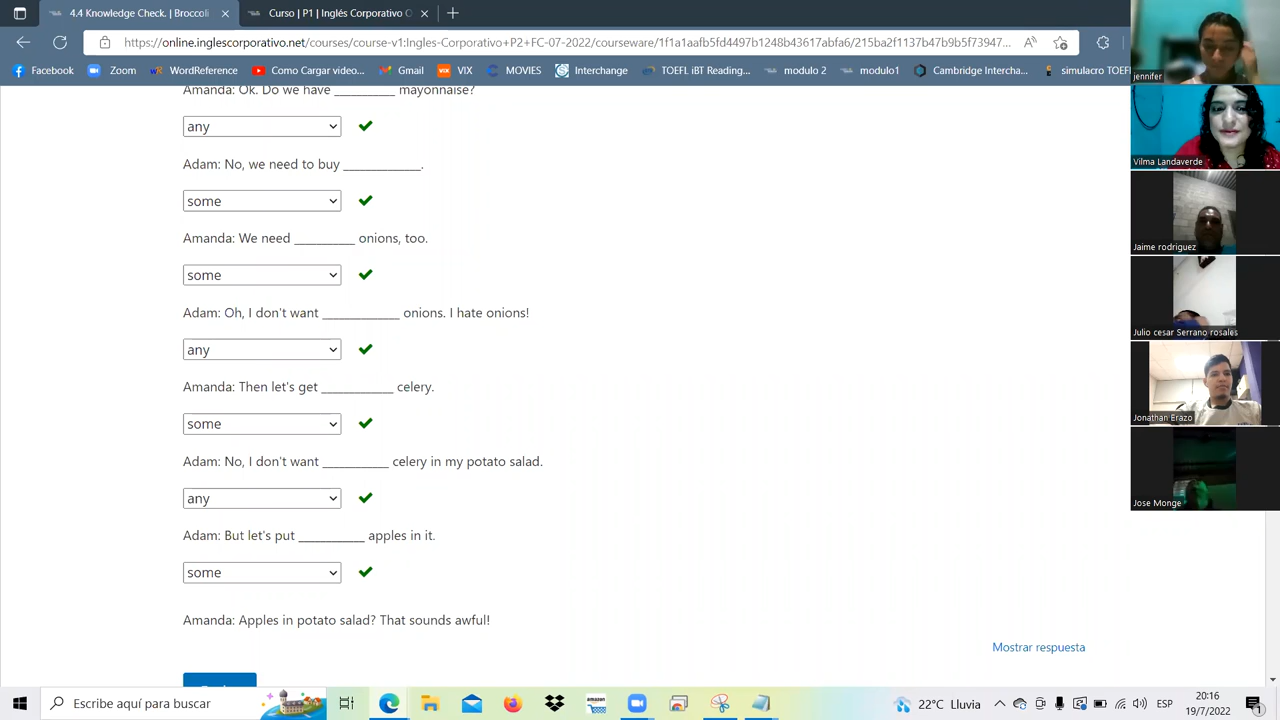 4.4 Knowledge Check. | Broccoli
Curso | P1 | Inglés Corporativo
https://online.inglescorporativo.net/courses/course-v1:Ingles-Corporativo+P2+FC-07-2022/courseware/1f1a1aafb5fd4497b1248b43617abfa6/215ba2f1137b47b9b5f73947...
Facebook
Zoom
WordReference
Como Cargar video...
Gmail
VIX
MOVIES
Interchange
TOEFL iBT Reading...
modulo 2
modulo1
Cambridge Intercha...
simulacro TOEFL
Amanda: Ok. Do we have __________ mayonnaise?
any
Adam: No, we need to buy _____________.
some
Amanda: We need __________ onions, too.
some
Adam: Oh, I don't want _____________ onions. I hate onions!
any
Amanda: Then let's get ____________ celery.
some
Adam: No, I don't want ___________ celery in my potato salad.
any
Adam: But let's put ___________ apples in it.
some
Amanda: Apples in potato salad? That sounds awful!
Mostrar respuesta
jennifer
Vilma Landaverde
Jaime rodriguez
Julio cesar Serrano rosales
Jonathan Erazo
Jose Monge
Escribe aquí para buscar
22°C Lluvia
ESP
20:16
19/7/2022
1